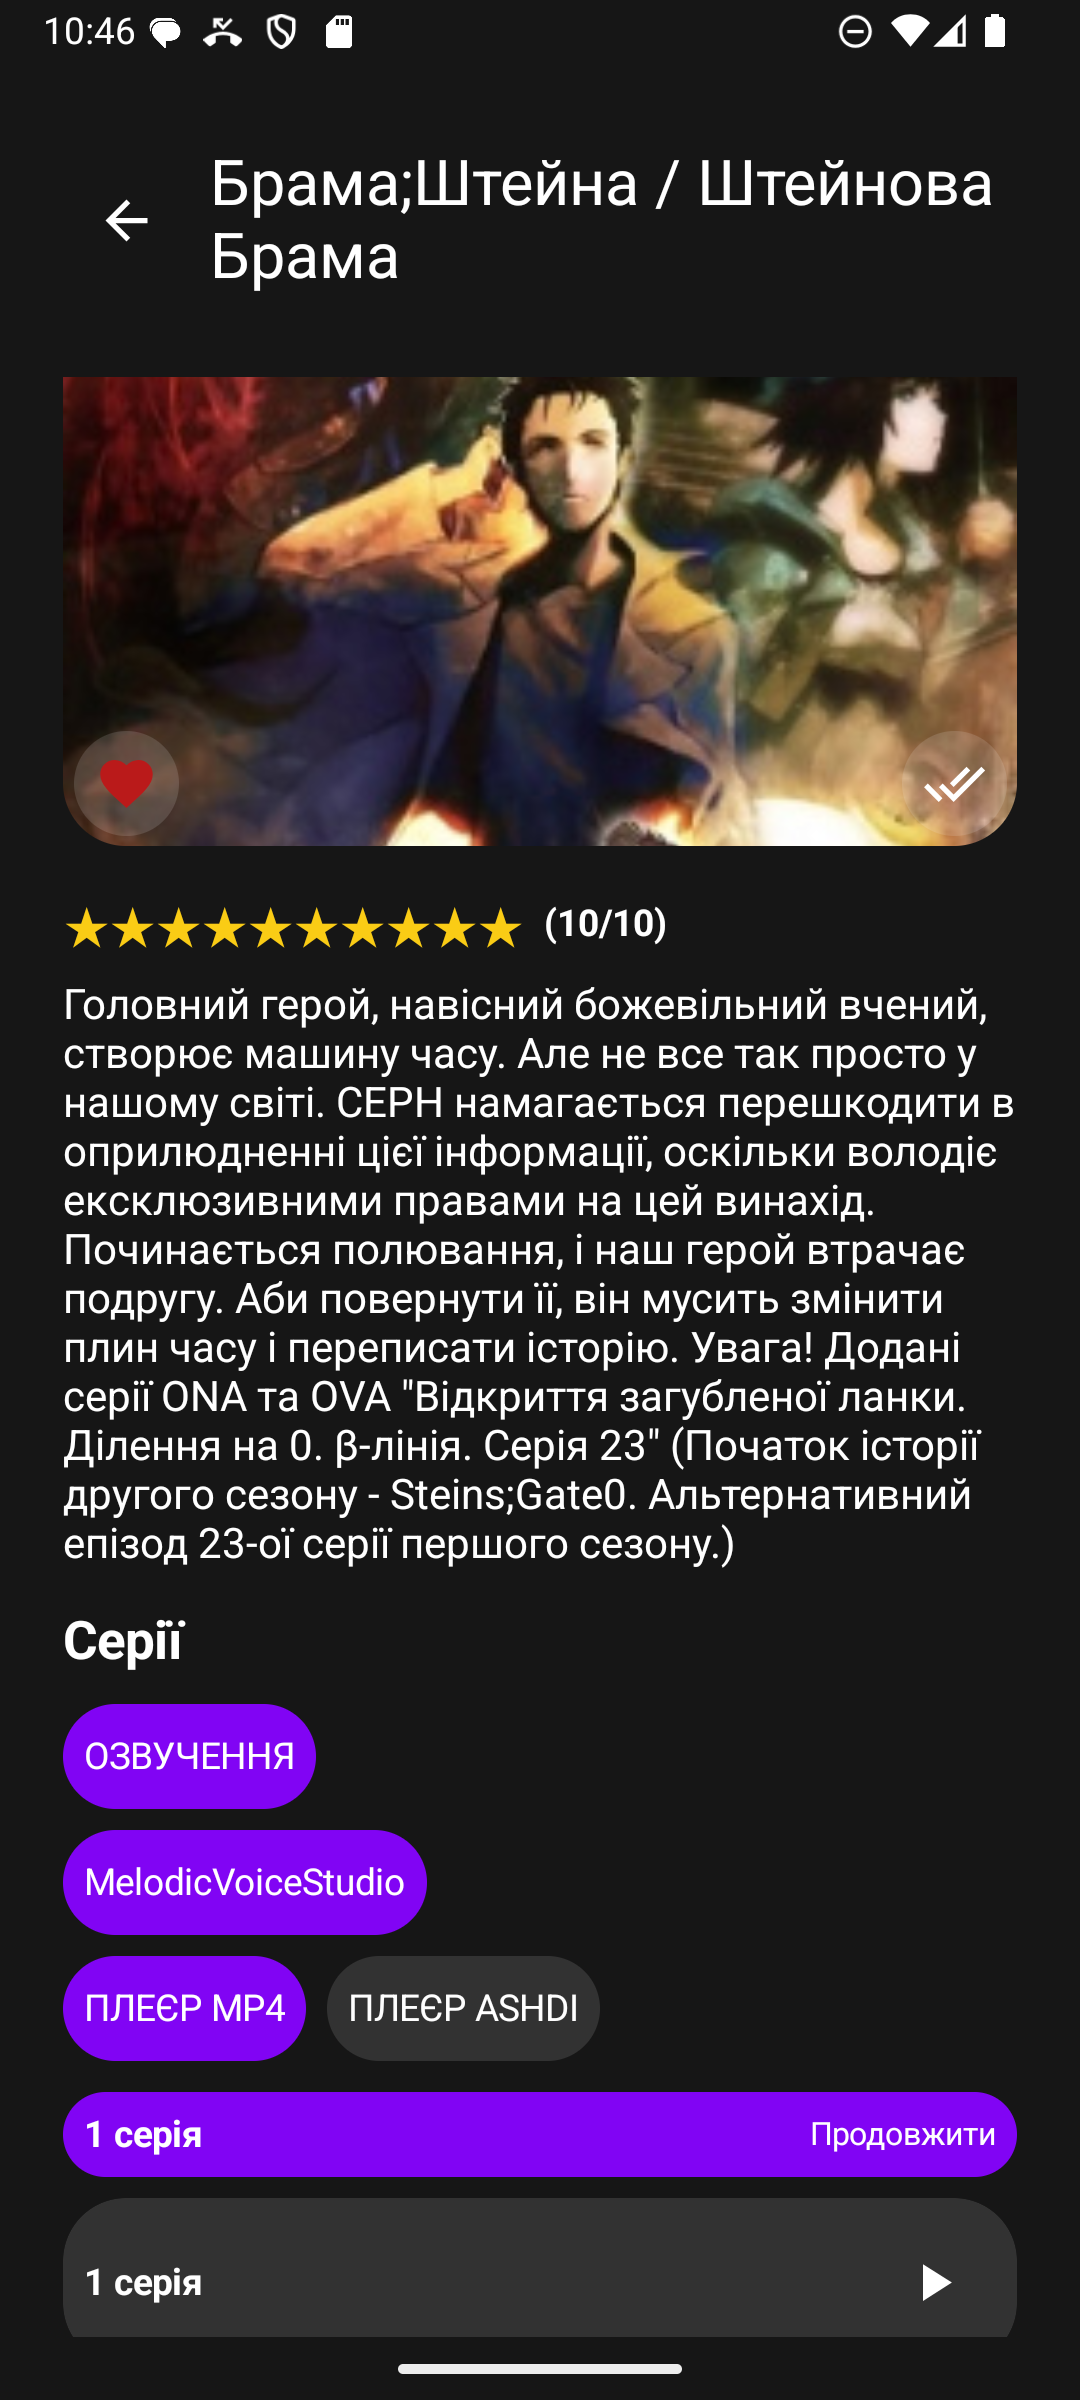 10:46
Брама;Штейна / Штейнова
Брама
(10/10)
Головний герой, навісний божевільний вчений,
створює машину часу. Але не все так просто у
нашому світі. СЕРН намагається перешкодити в
оприлюдненні цієї інформації, оскільки володіє
ексклюзивними правами на цей винахід.
Починається полювання, і наш герой втрачає
подругу. Аби повернути її, він мусить змінити
плин часу і переписати історію. Увага! Додані
серії ONA та OVA "Відкриття загубленої ланки.
Ділення на 0. β-лінія. Серія 23" (Початок історії
другого сезону - Steins;Gate0. Альтернативний
епізод 23-ої серії першого сезону.)
Серії
ОЗВУЧЕННЯ
MelodicVoiceStudio
ПЛЕЄР MP4 ПЛЕЄР ASHDI
1 серія Продовжити
1 серія